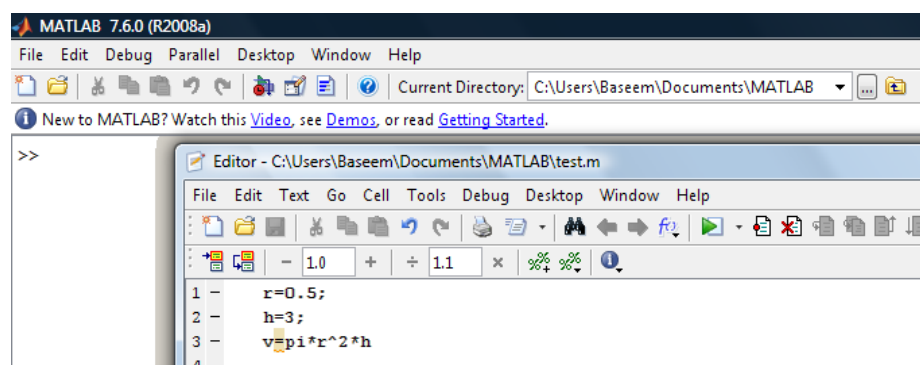 MATLAB 7.6.0 (R2008a)
File Edit Debug Parallel Desktop Window Help
Current Directory: C:\Users\Baseem\Documents\MATLAB
New to MATLAB? Watch this Video, see Demos, or read Getting Started.
>>
Editor - C:\Users\Baseem\Documents\MATLAB\test.m
File Edit Text Go Cell Tools Debug Desktop Window Help
- 1.0 + ÷ 1.1 ×
1 - r=0.5;
2 - h=3;
3 - v=pi*r^2*h